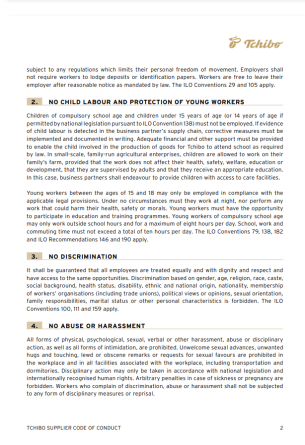 Tchibo
subject to any regulations which limits their personal freedom of movement. Employers shall
not require workers to lodge deposits or identification papers. Workers are free to leave their
employer after reasonable notice as mandated by law. The ILO Conventions 29 and 105 apply.
2. NO CHILD LABOUR AND PROTECTION OF YOUNG WORKERS
Children of compulsory school age and children under 15 years of age (or 14 years of age if
permitted by national legislation pursuant to ILO Convention 138) must not be employed. If evidence
of child labour is detected in the business partner's supply chain, corrective measures must be
implemented and documented in writing. Adequate financial and other support must be provided
to enable the child involved in the production of goods for Tchibo to attend school as required
by law. In small-scale, family-run agricultural enterprises, children are allowed to work on their
family's farm, provided that the work does not affect their health, safety, welfare, education or
development, that they are supervised by adults and that they receive an appropriate education.
In this case, business partners shall endeavour to provide children with access to care facilities.
Young workers between the ages of 15 and 18 may only be employed in compliance with the
applicable legal provisions. Under no circumstances must they work at night, nor perform any
work that could harm their health, safety or morals. Young workers must have the opportunity
to participate in education and training programmes. Young workers of compulsory school age
may only work outside school hours and for a maximum of eight hours per day. School, work and
commuting time must not exceed a total of ten hours per day. The ILO Conventions 79, 138, 182
and ILO Recommendations 146 and 190 apply.
3. NO DISCRIMINATION
It shall be guaranteed that all employees are treated equally and with dignity and respect and
have access to the same opportunities. Discrimination based on gender, age, religion, race, caste,
social background, health status, disability, ethnic and national origin, nationality, membership
of workers' organizations (including trade unions), political views or opinions, sexual orientation,
family responsibilities, marital status or other personal characteristics is forbidden. The ILO
Conventions 100, 111 and 159 apply.
4. NO ABUSE OR HARASSMENT
All forms of physical, psychological, sexual, verbal or other harassment, abuse or disciplinary
action, as well as all forms of intimidation, are prohibited. Unwelcome sexual advances, unwanted
hugs and touching, lewd or obscene remarks or requests for sexual favours are prohibited in
the workplace and in all facilities associated with the workplace, including transportation and
dormitories. Disciplinary action may only be taken in accordance with national legislation and
internationally recognised human rights. Arbitrary penalties in case of sickness or pregnancy are
forbidden. Workers who complain of discrimination, abuse or harassment shall not be subjected
to any form of disciplinary measures or reprisal.
TCHIBO SUPPLIER CODE OF CONDUCT 2